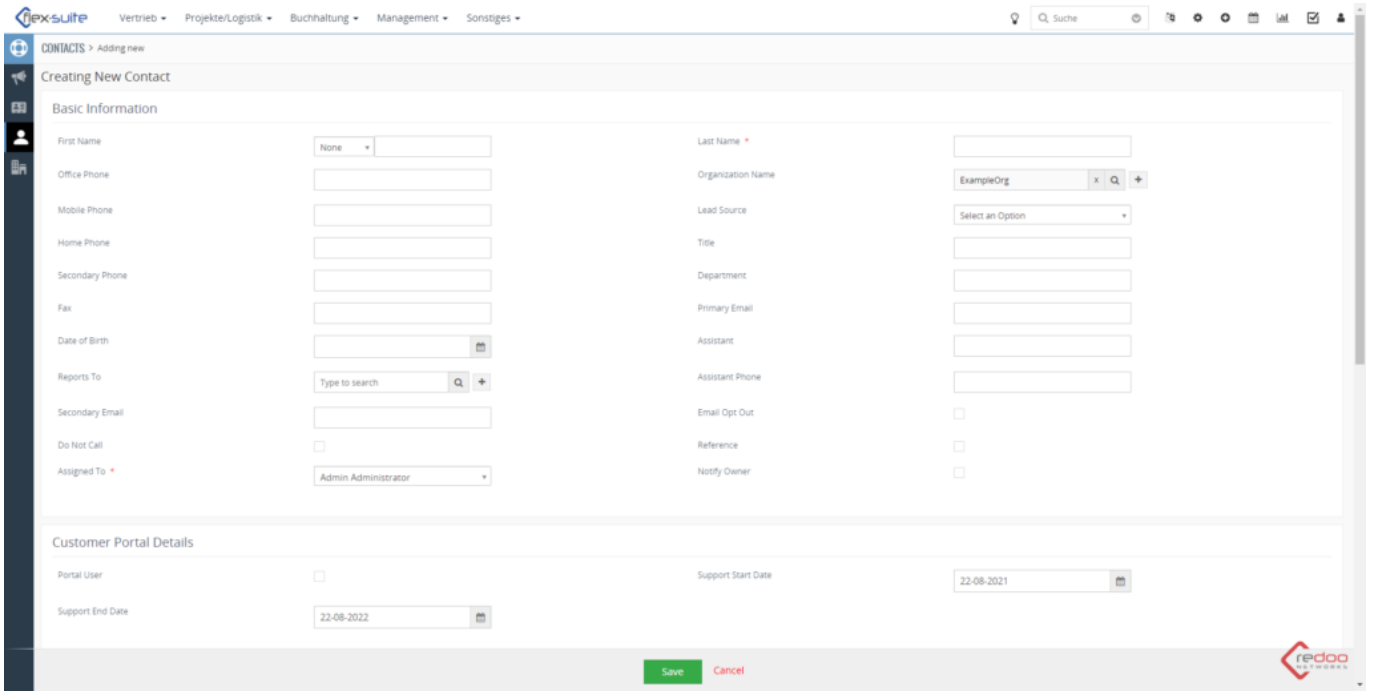 flex-suite Vertrieb Projekte/Logistik Buchhaltung Management Sonstiges Suche
CONTACTS > Adding new
Creating New Contact
Basic Information
First Name None Last Name *
Office Phone Organization Name ExampleOrg x +
Mobile Phone Lead Source Select an Option
Home Phone Title
Secondary Phone Department
Fax Primary Email
Date of Birth Assistant
Reports To Type to search + Assistant Phone
Secondary Email Email Opt Out
Do Not Call Reference
Assigned To * Admin Administrator Notify Owner
Customer Portal Details
Portal User Support Start Date 22-08-2021
Support End Date 22-08-2022
Save Cancel
redoo
NETWORKS